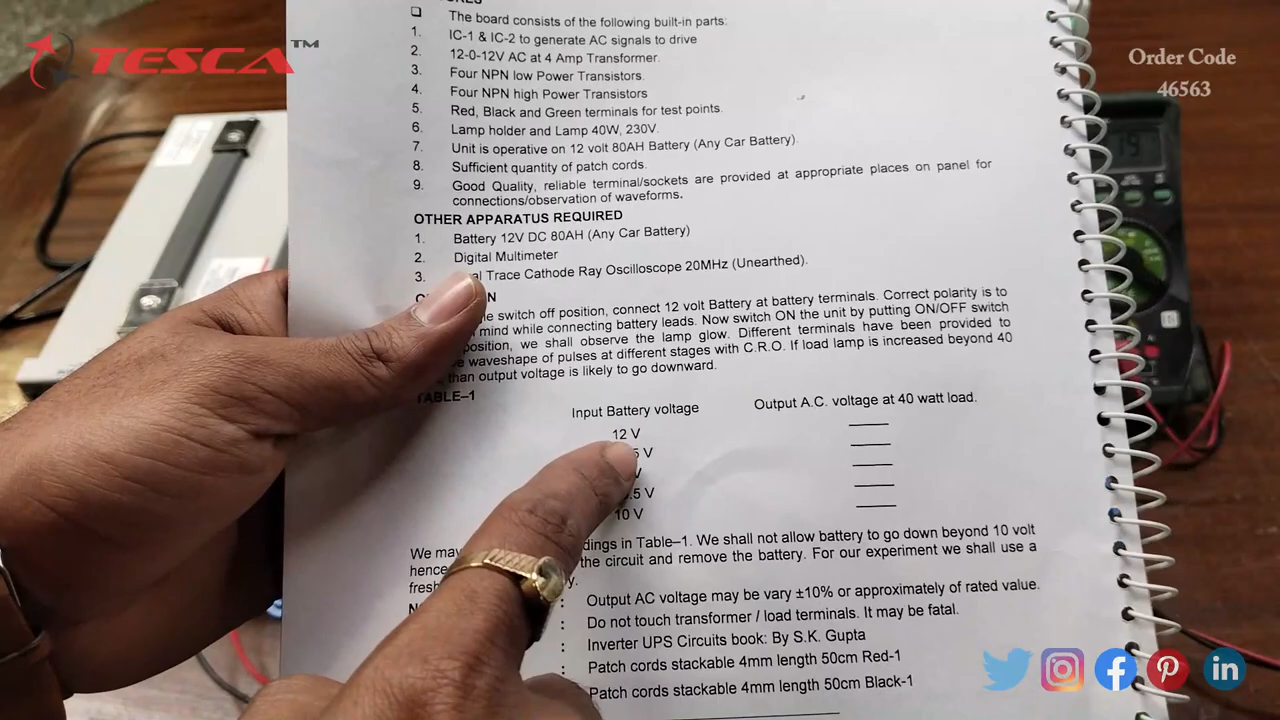 TESCA™
Order Code
46563
❑ The board consists of the following built-in parts:
1. IC-1 & IC-2 to generate AC signals to drive
2. 12-0-12V AC at 4 Amp Transformer.
3. Four NPN low Power Transistors.
4. Four NPN high Power Transistors
5. Red, Black and Green terminals for test points.
6. Lamp holder and Lamp 40W, 230V.
7. Unit is operative on 12 volt 80AH Battery (Any Car Battery).
8. Sufficient quantity of patch cords.
9. Good Quality, reliable terminal/sockets are provided at appropriate places on panel for
connections/observation of waveforms.
OTHER APPARATUS REQUIRED
1. Battery 12V DC 80AH (Any Car Battery)
2. Digital Multimeter
3. Trace Cathode Ray Oscilloscope 20MHz (Unearthed).
switch off position, connect 12 volt Battery at battery terminals. Correct polarity is to
mind while connecting battery leads. Now switch ON the unit by putting ON/OFF switch
position, we shall observe the lamp glow. Different terminals have been provided to
waveshape of pulses at different stages with C.R.O. If load lamp is increased beyond 40
than output voltage is likely to go downward.
TABLE–1
Input Battery voltage Output A.C. voltage at 40 watt load.
12 V
5 V
V
.5 V
10 V
We may dings in Table–1. We shall not allow battery to go down beyond 10 volt
hence the circuit and remove the battery. For our experiment we shall use a
fresh y.
: Output AC voltage may be vary ±10% or approximately of rated value.
: Do not touch transformer / load terminals. It may be fatal.
: Inverter UPS Circuits book: By S.K. Gupta
: Patch cords stackable 4mm length 50cm Red-1
Patch cords stackable 4mm length 50cm Black-1